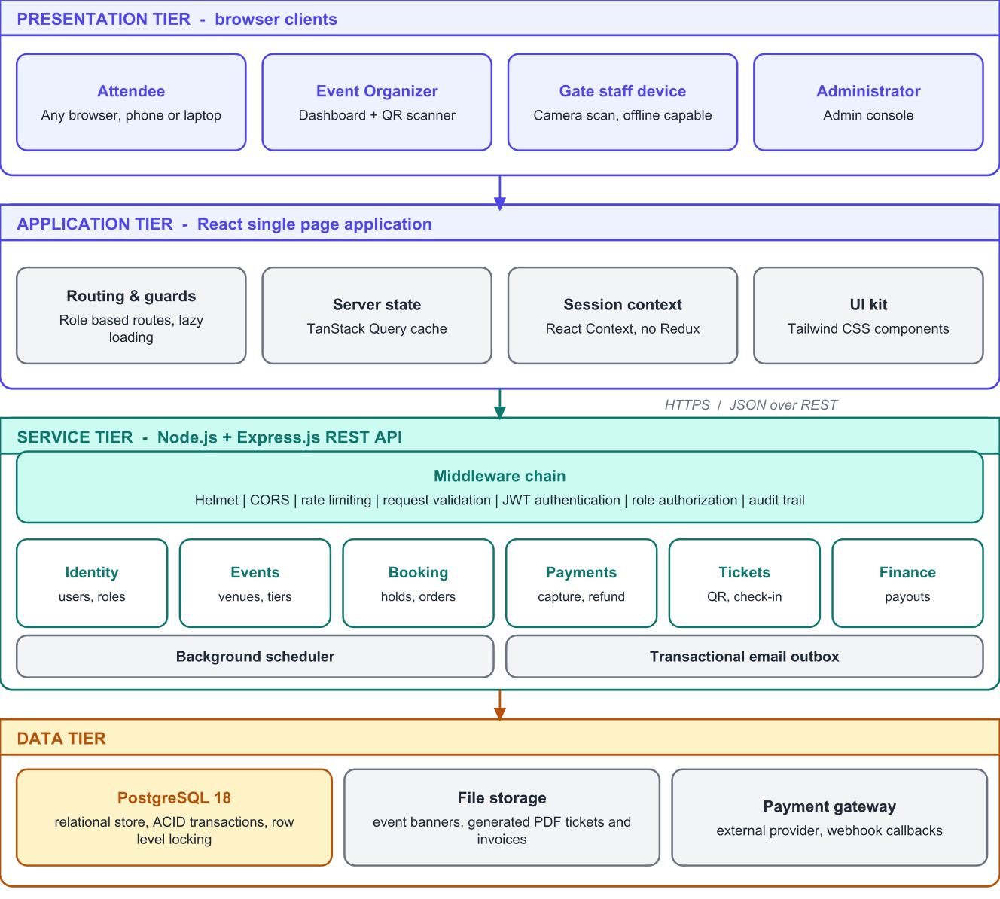 PRESENTATION TIER - browser clients
Attendee
Any browser, phone or laptop
Event Organizer
Dashboard + QR scanner
Gate staff device
Camera scan, offline capable
Administrator
Admin console
APPLICATION TIER - React single page application
Routing & guards
Role based routes, lazy
loading
Server state
TanStack Query cache
Session context
React Context, no Redux
UI kit
Tailwind CSS components
HTTPS / JSON over REST
SERVICE TIER - Node.js + Express.js REST API
Middleware chain
Helmet | CORS | rate limiting | request validation | JWT authentication | role authorization | audit trail
Identity
users, roles
Events
venues, tiers
Booking
holds, orders
Payments
capture, refund
Tickets
QR, check-in
Finance
payouts
Background scheduler
Transactional email outbox
DATA TIER
PostgreSQL 18
relational store, ACID transactions, row
level locking
File storage
event banners, generated PDF tickets and
invoices
Payment gateway
external provider, webhook callbacks